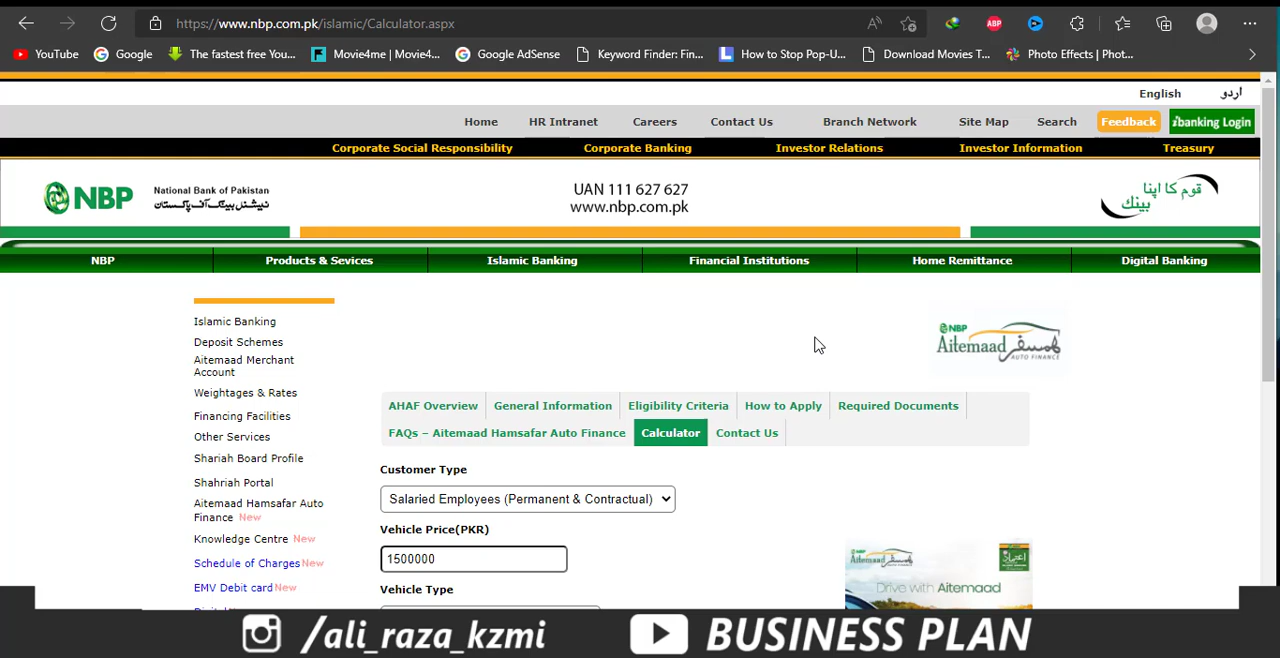 https://www.nbp.com.pk/islamic/Calculator.aspx
YouTube Google The fastest free You... Movie4me | Movie4... Google AdSense Keyword Finder: Fin... How to Stop Pop-U... Download Movies T... Photo Effects | Phot...
English اردو
Home HR Intranet Careers Contact Us Branch Network Site Map Search Feedback ibanking Login
Corporate Social Responsibility Corporate Banking Investor Relations Investor Information Treasury
NBP National Bank of Pakistan
نیشنل بینک آف پاکستان
UAN 111 627 627
www.nbp.com.pk
قوم کا اپنا
بینک
NBP Products & Sevices Islamic Banking Financial Institutions Home Remittance Digital Banking
Islamic Banking
Deposit Schemes
Aitemaad Merchant
Account
Weightages & Rates
Financing Facilities
Other Services
Shariah Board Profile
Shahriah Portal
Aitemaad Hamsafar Auto
Finance New
Knowledge Centre New
Schedule of Charges New
EMV Debit card New
NBP
Aitemaad ہمسفر
AUTO FINANCE
AHAF Overview General Information Eligibility Criteria How to Apply Required Documents
FAQs – Aitemaad Hamsafar Auto Finance Calculator Contact Us
Customer Type
Salaried Employees (Permanent & Contractual)
Vehicle Price(PKR)
1500000
Vehicle Type
NBP
Aitemaad
Drive with Aitemaad
/ali_raza_kzmi BUSINESS PLAN